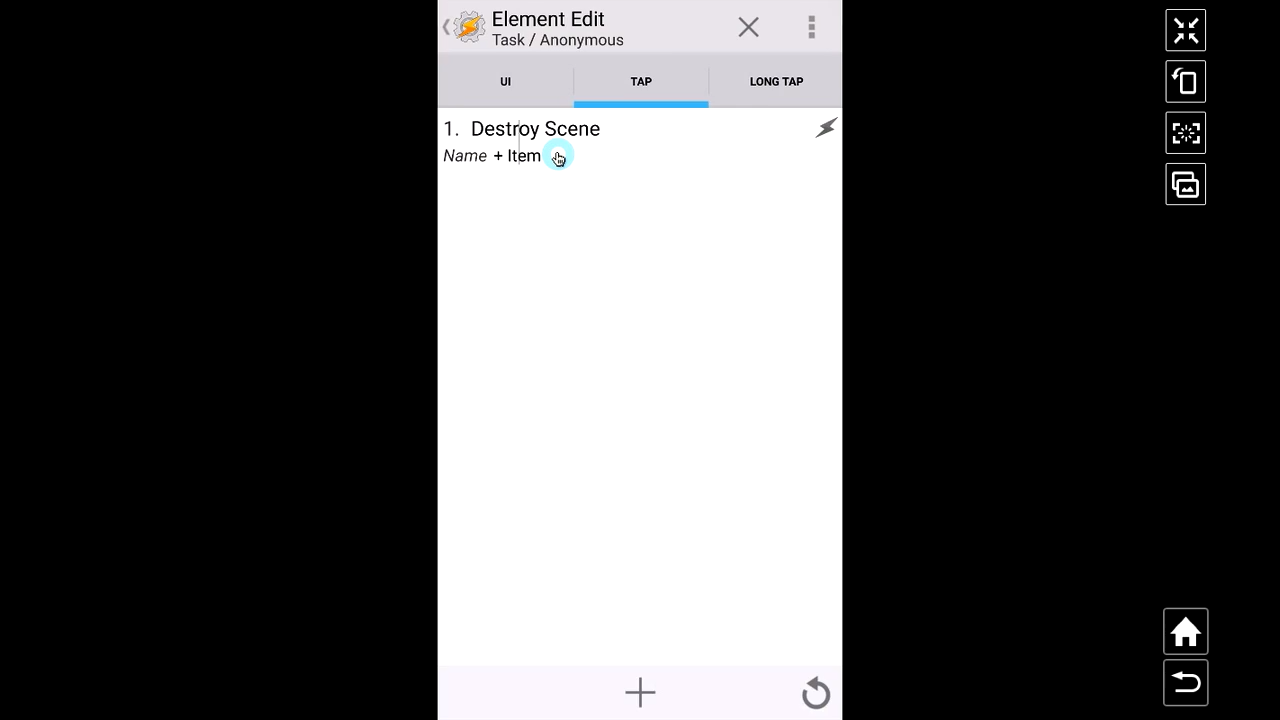 Element Edit
Task / Anonymous
UI TAP LONG TAP
1. Destroy Scene
Name + Item